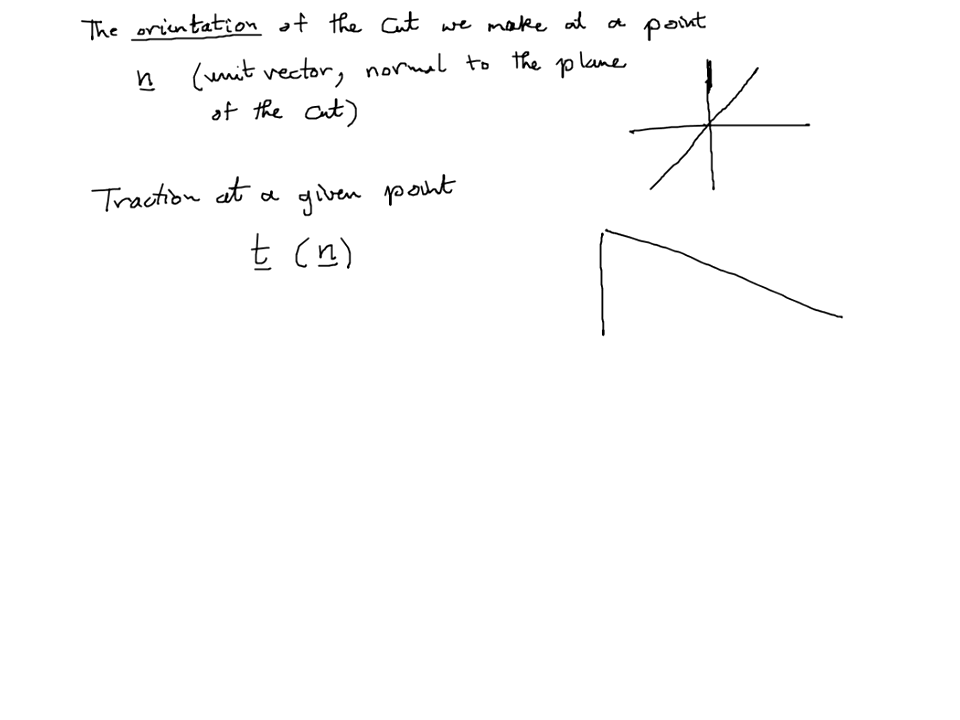 The orientation of the cut we make at a point
n (unit vector, normal to the plane
of the cut)
Traction at a given point
t (n)